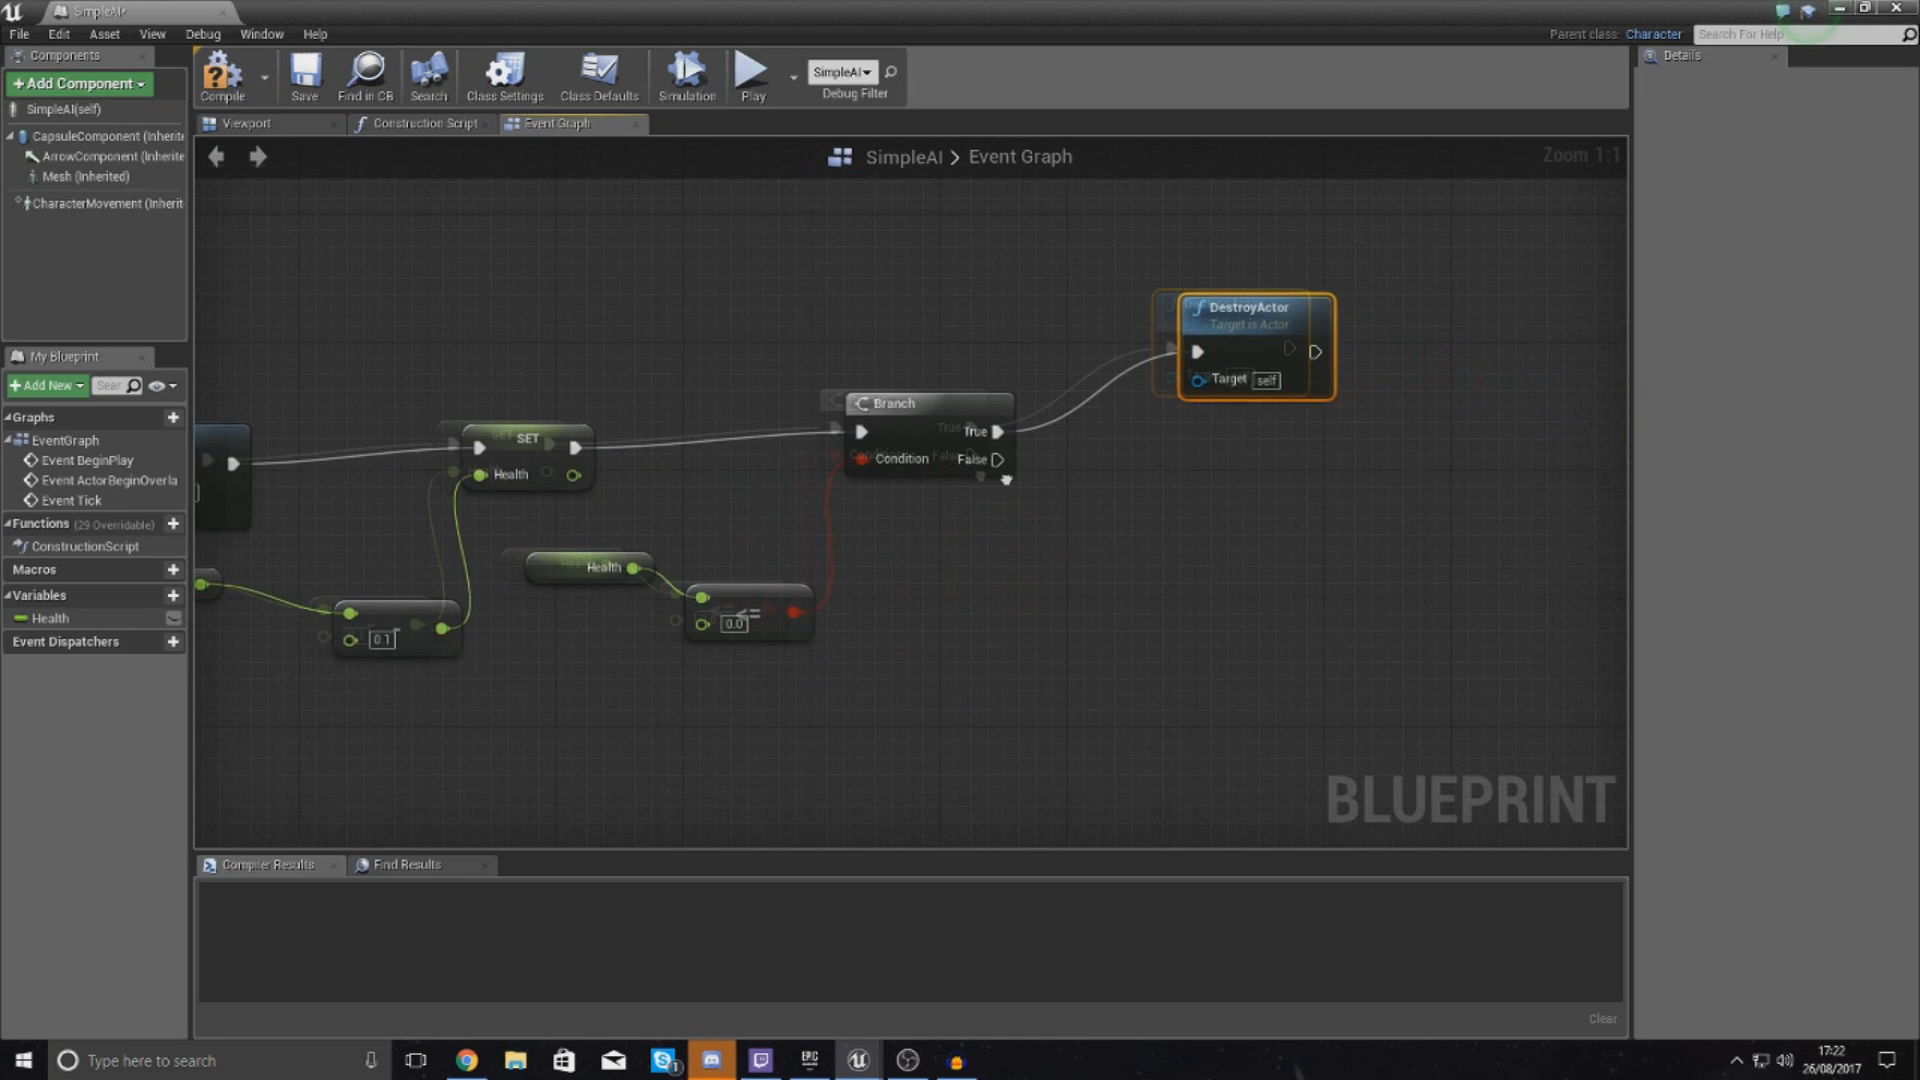 SimpleAI*
File Edit Asset View Debug Window Help
Parent class: Character
Search For Help
Components
+Add Component
SimpleAI(self)
CapsuleComponent (Inherite
ArrowComponent (Inherite
Mesh (Inherited)
CharacterMovement (Inherit
Compile
Save
Find in CB
Search
Class Settings
Class Defaults
Simulation
Play
SimpleAI
Debug Filter
Details
Viewport
Construction Script
Event Graph
SimpleAI > Event Graph
Zoom 1:1
DestroyActor
Target is Actor
Target self
Branch
True
Condition False
SET
Health
Health
0.1
<=
0.0
BLUEPRINT
My Blueprint
+Add New
Sear
Graphs
EventGraph
Event BeginPlay
Event ActorBeginOverla
Event Tick
Functions (29 Overridable)
ConstructionScript
Macros
Variables
Health
Event Dispatchers
Compiler Results
Find Results
Clear
Type here to search
EPIC
17:22
26/08/2017